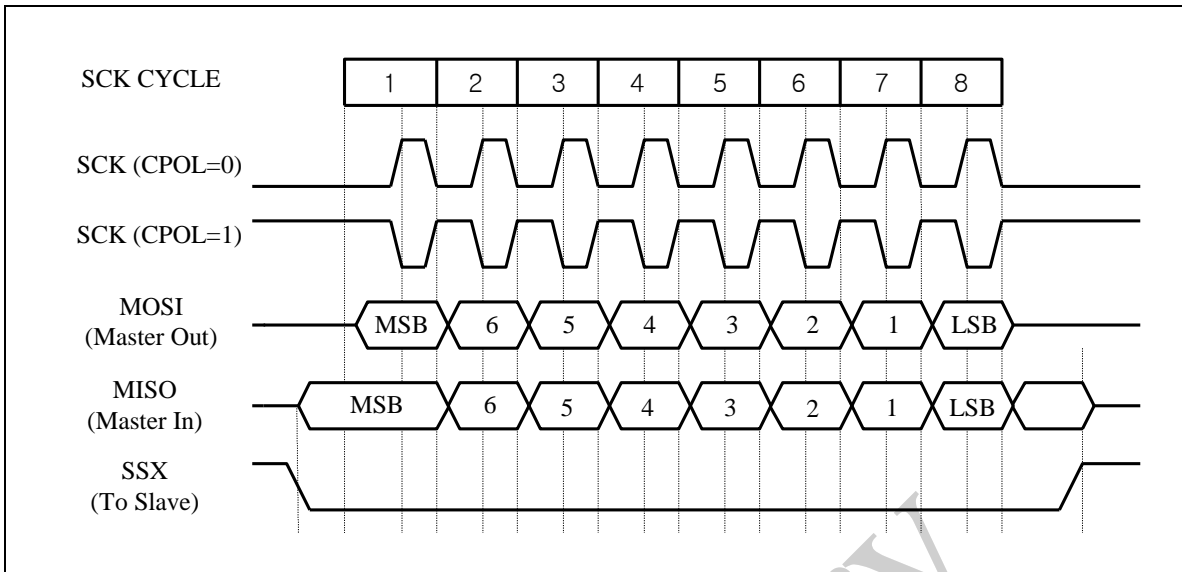 SCK CYCLE
1 2 3 4 5 6 7 8
SCK (CPOL=0)
SCK (CPOL=1)
MOSI
(Master Out)
MSB 6 5 4 3 2 1 LSB
MISO
(Master In)
MSB 6 5 4 3 2 1 LSB
SSX
(To Slave)